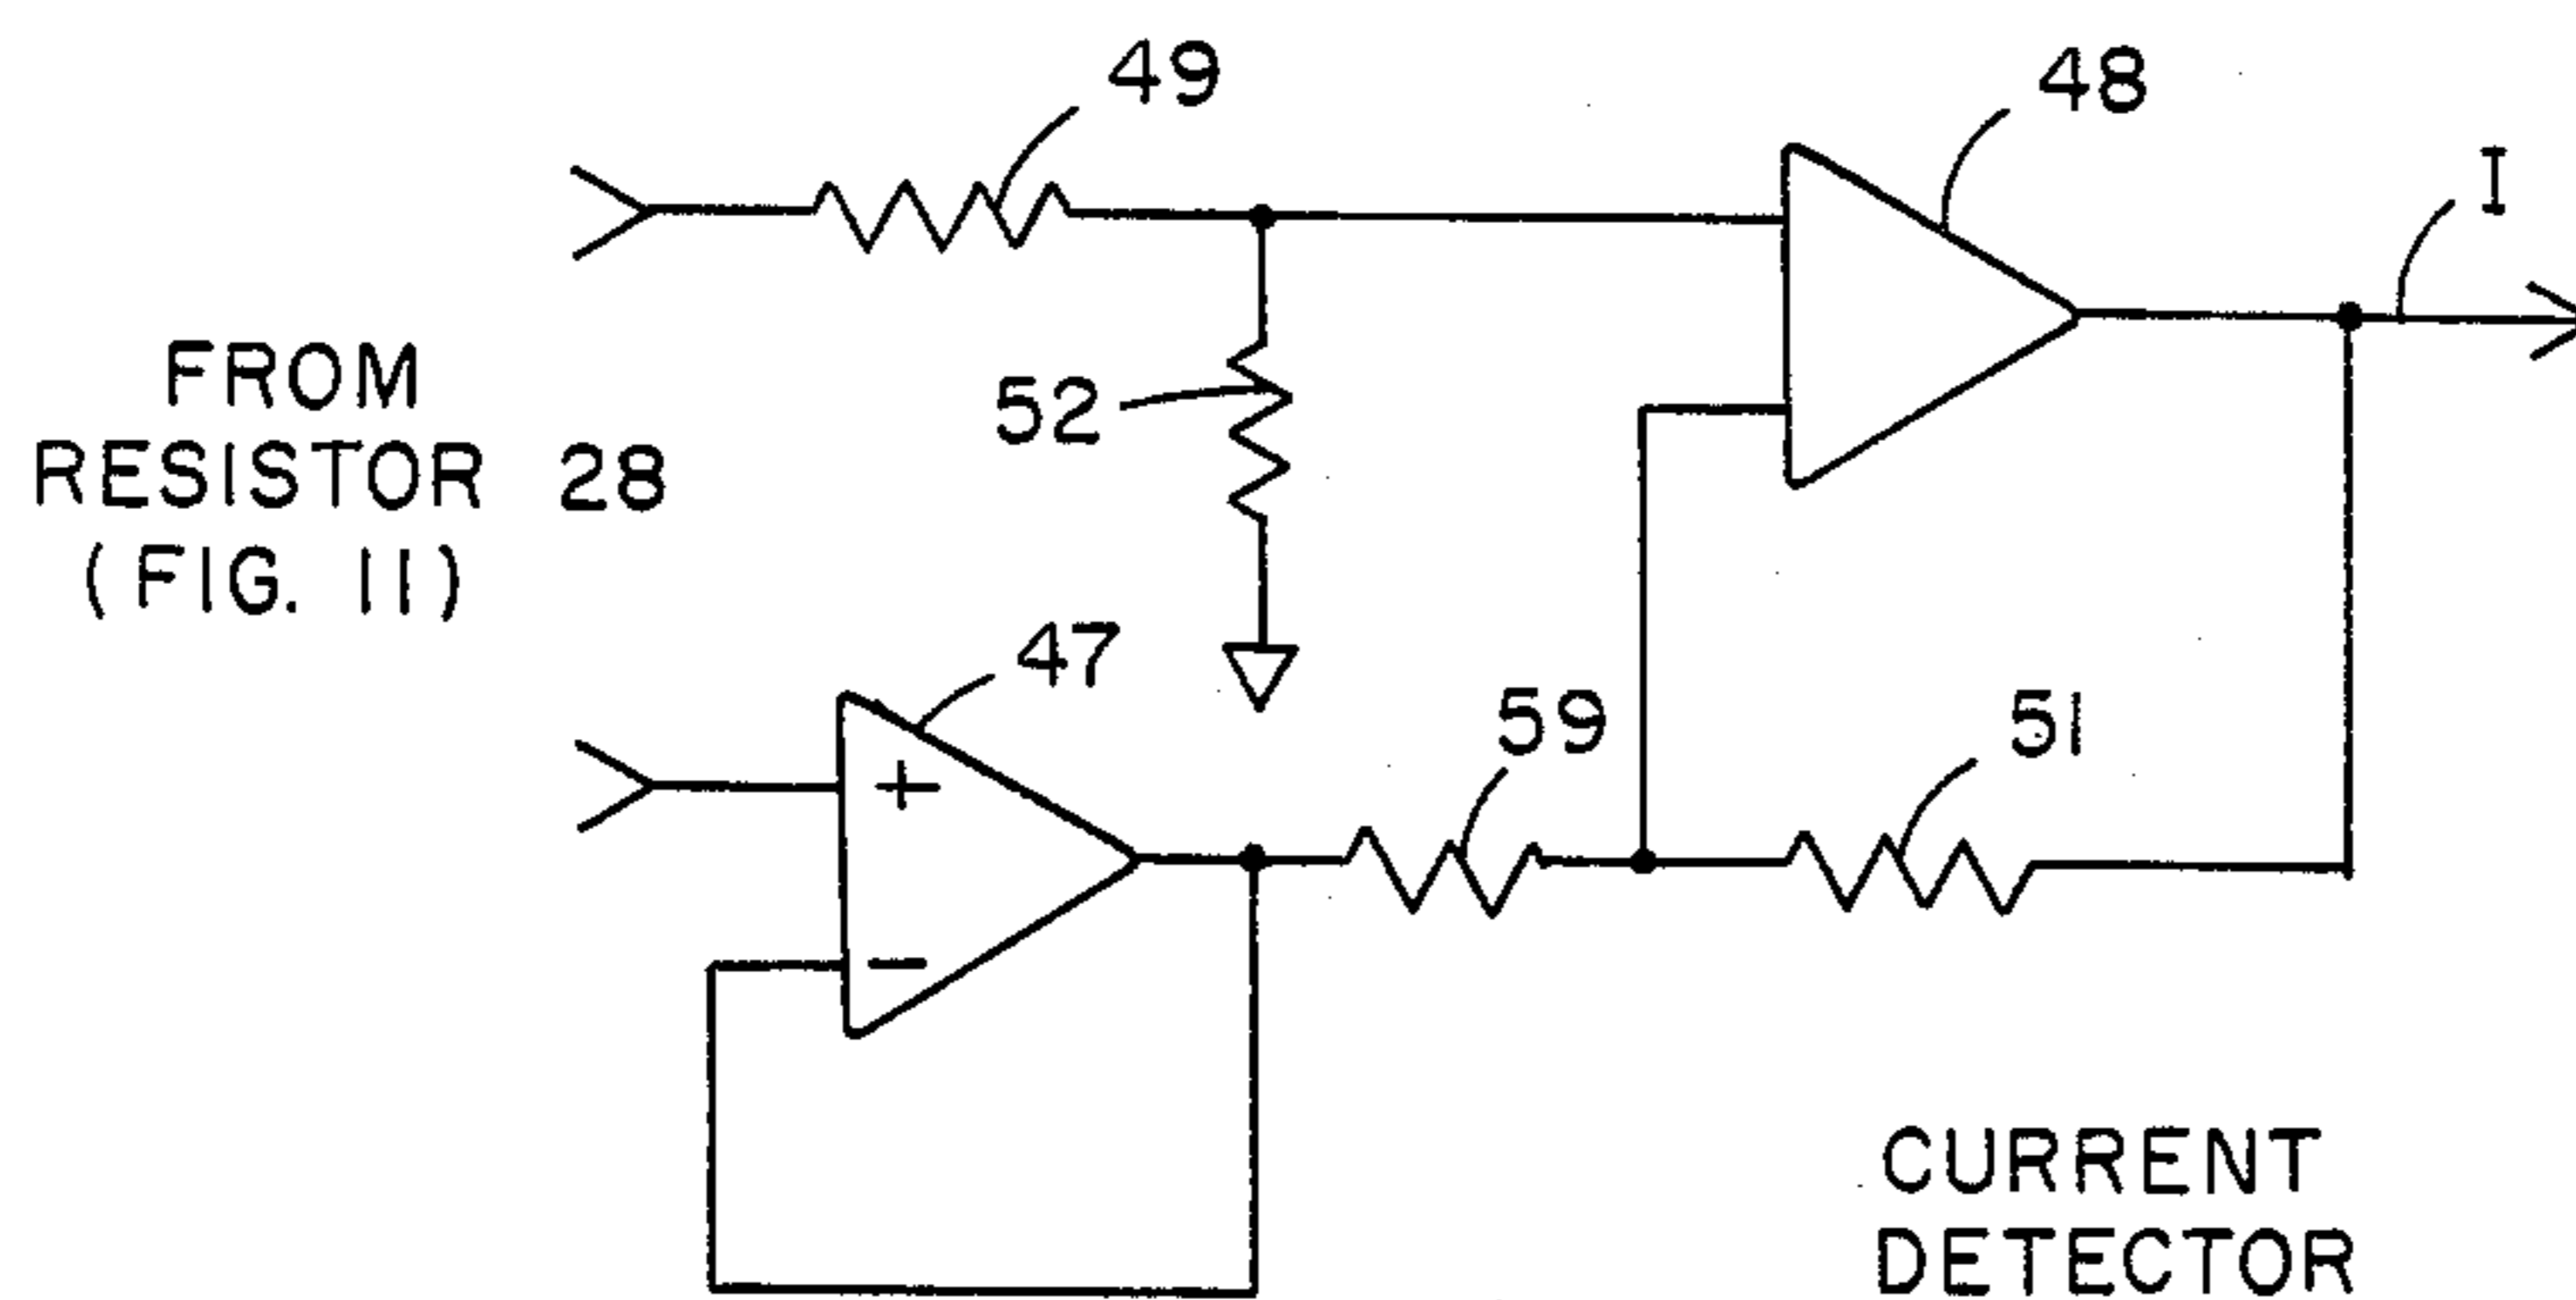 49
48
I
FROM
RESISTOR 28
(FIG. 11)
52
47
+
-
59
51
CURRENT
DETECTOR